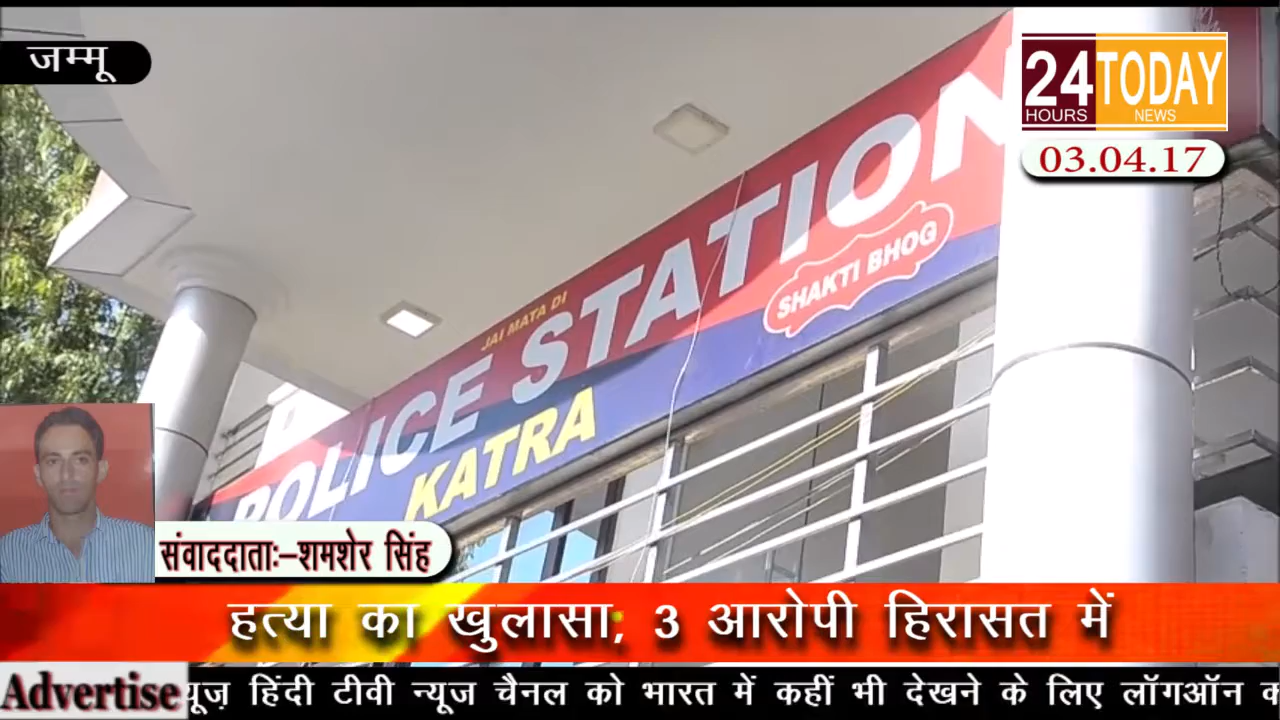 जम्मू
24 TODAY
HOURS NEWS
03.04.17
JAI MATA DI
POLICE STATION
SHAKTI BHOG
KATRA
संवाददाताः-शमशेर सिंह
हत्या का खुलासा; 3 आरोपी हिरासत में
Advertise
हिंदी टीवी न्यूज चैनल को भारत में कहीं भी देखने के लिए लॉगऑन